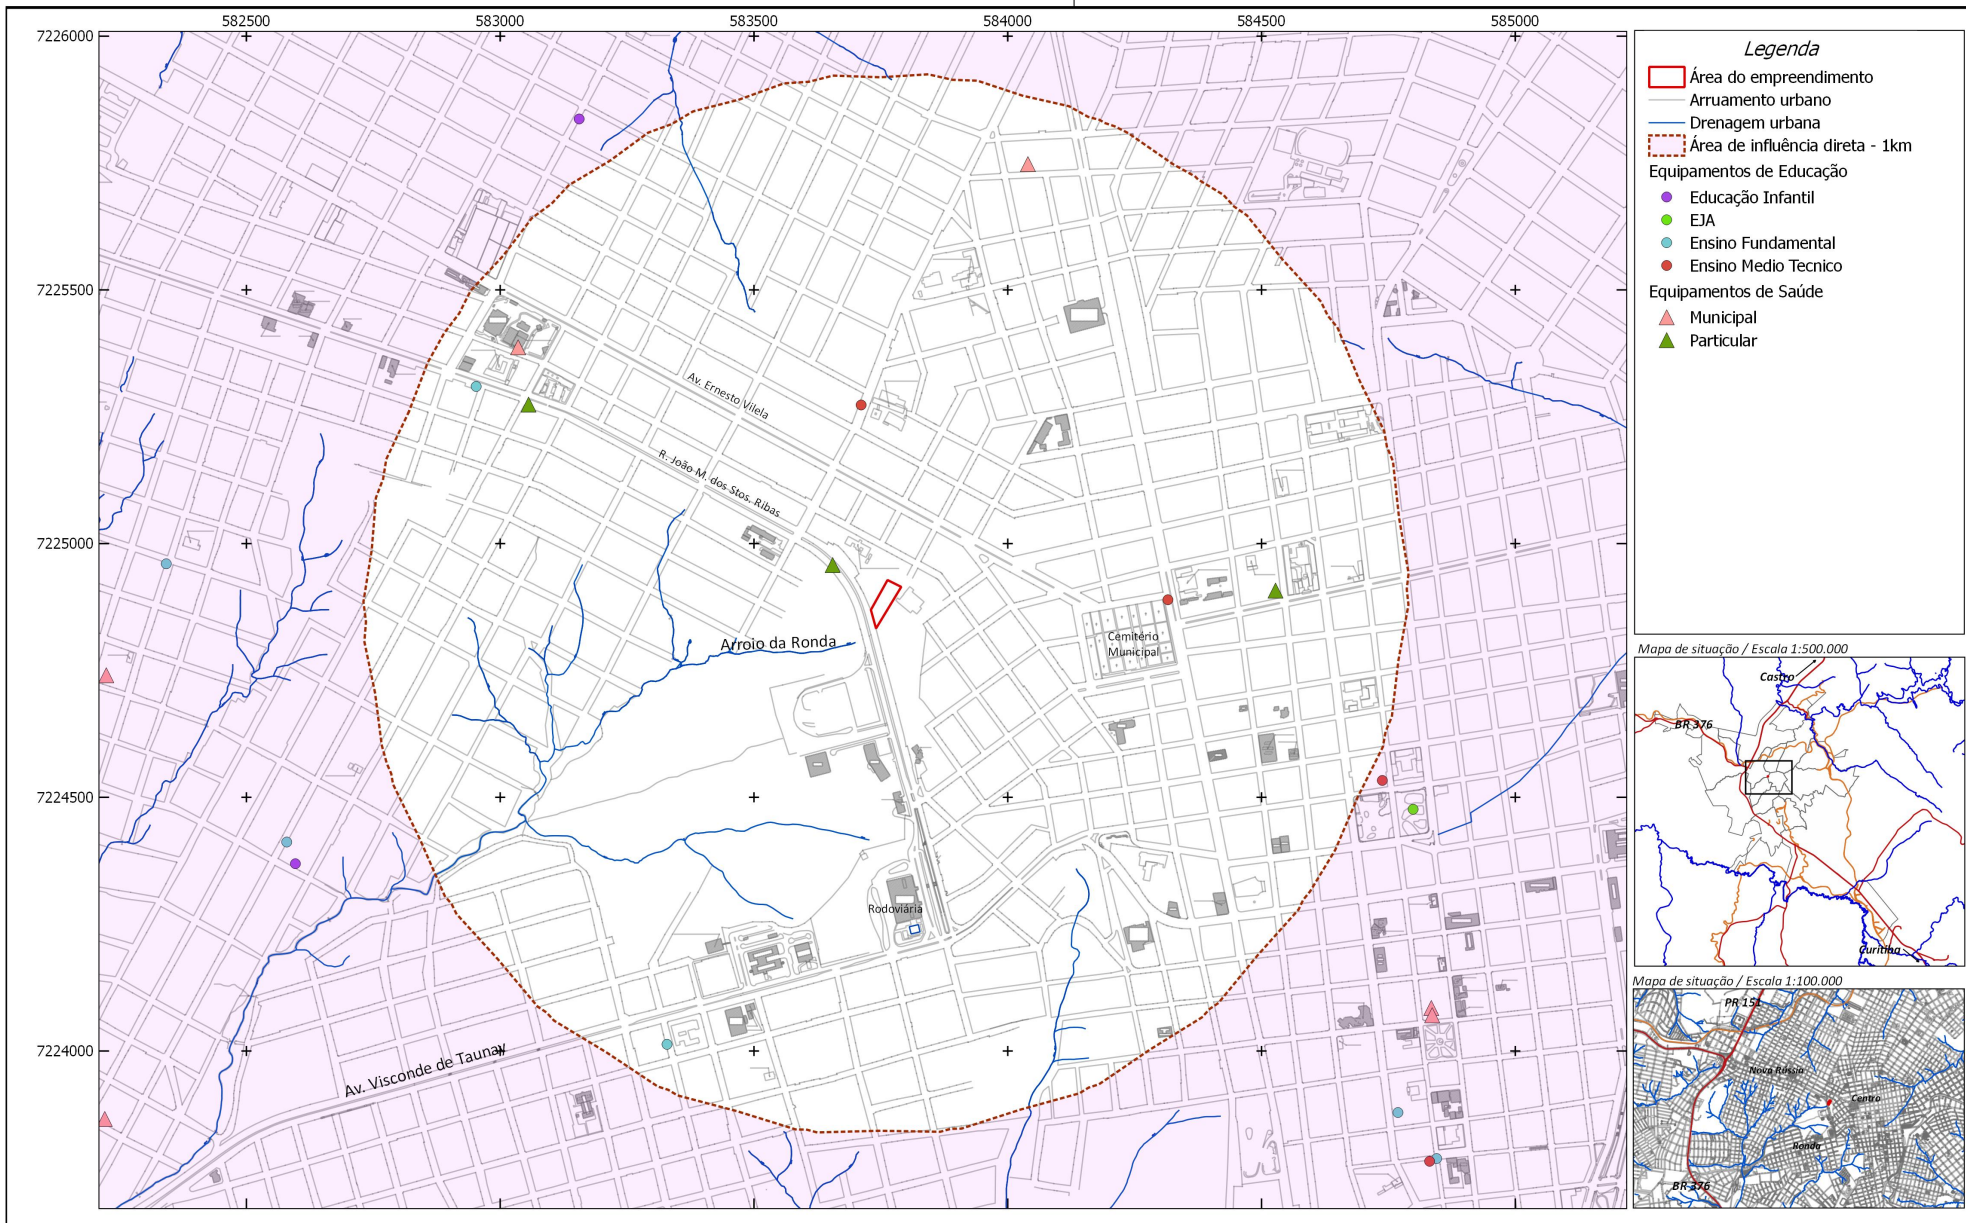 582500 583000 583500 584000 584500 585000
7226000
7225500
7225000
7224500
7224000
Av. Ernesto Vilela
R. João M. dos Stos. Ribas
Arroio da Ronda
Cemitério
Municipal
Rodoviária
Av. Visconde de Taunay
Legenda
Área do empreendimento
Arruamento urbano
Drenagem urbana
Área de influência direta - 1km
Equipamentos de Educação
Educação Infantil
EJA
Ensino Fundamental
Ensino Medio Tecnico
Equipamentos de Saúde
Municipal
Particular
Mapa de situação / Escala 1:500.000
Castro
BR 376
Curitiba
Mapa de situação / Escala 1:100.000
PR 151
Nova Rússia
Centro
Ronda
BR 376